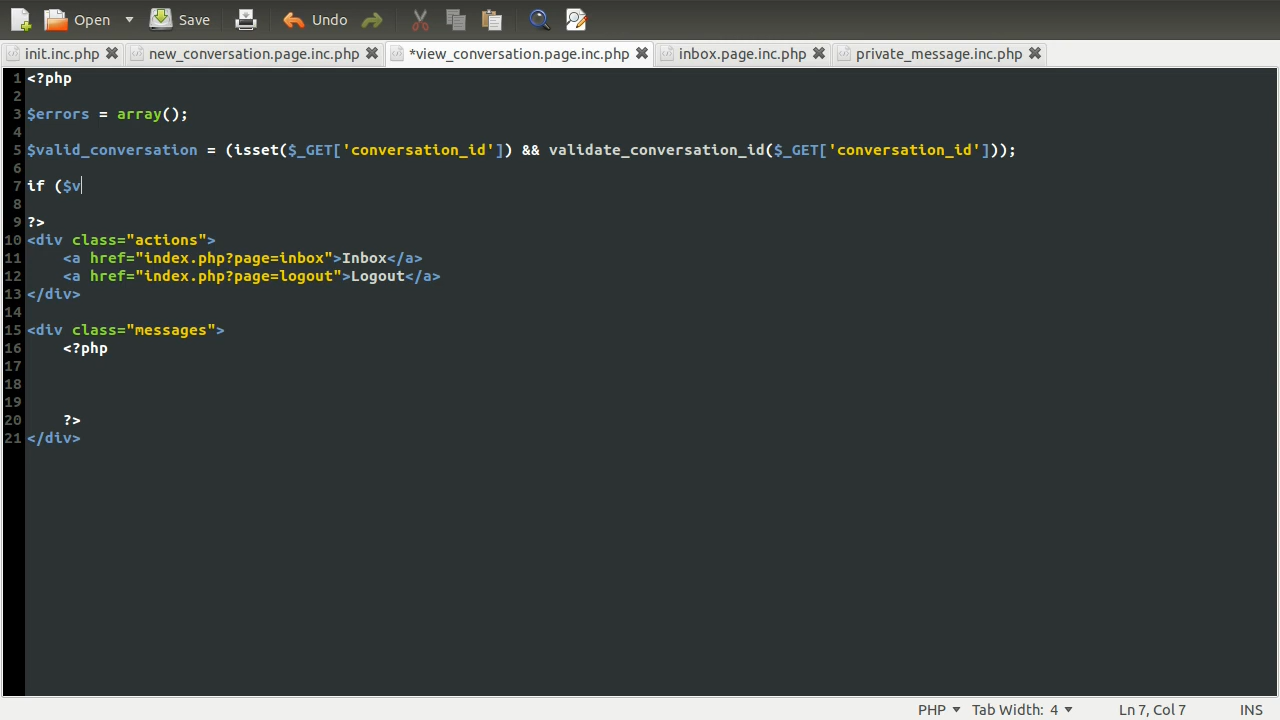 Open Save Undo
init.inc.php new_conversation.page.inc.php *view_conversation.page.inc.php inbox.page.inc.php private_message.inc.php
1 <?php
2
3 $errors = array();
4
5 $valid_conversation = (isset($_GET['conversation_id']) && validate_conversation_id($_GET['conversation_id']));
6
7 if ($v
8
9 ?>
10 <div class="actions">
11     <a href="index.php?page=inbox">Inbox</a>
12     <a href="index.php?page=logout">Logout</a>
13 </div>
14
15 <div class="messages">
16     <?php
17
18
19
20     ?>
21 </div>
PHP Tab Width: 4 Ln 7, Col 7 INS